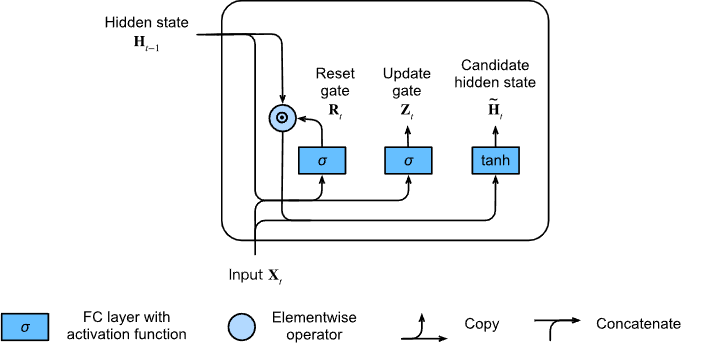 Hidden state
H_{t−1}
Reset
gate
R_t
Update
gate
Z_t
Candidate
hidden state
H̃_t
σ
σ
tanh
Input X_t
σ
FC layer with
activation function
Elementwise
operator
Copy
Concatenate